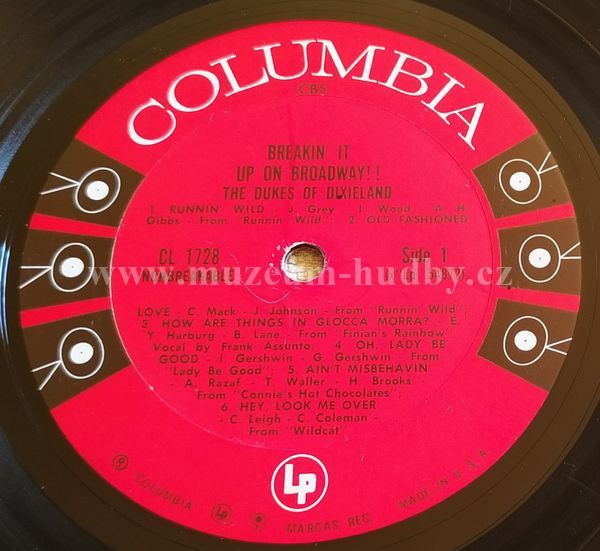 COLUMBIA
CBS
BREAKIN IT
UP ON BROADWAY!!
THE DUKES OF DIXIELAND
1. RUNNIN' WILD - J. Grey - J. Wood - A. H.
Gibbs - From "Runnin' Wild"; 2. OLD FASHIONED
CL 1728 Side 1
NONBREAKABLE
www.muzeum-hudby.cz
LOVE - C. Mack - J. Johnson - From "Runnin' Wild";
3. HOW ARE THINGS IN GLOCCA MORRA? - E.
Y. Harburg - B. Lane - From "Finian's Rainbow"
Vocal by Frank Assunto; 4. OH, LADY BE
GOOD - I. Gershwin - G. Gershwin - From
"Lady Be Good"; 5. AIN'T MISBEHAVIN'
- A. Razaf - T. Waller - H. Brooks -
From "Connie's Hot Chocolates";
6. HEY, LOOK ME OVER
- C. Leigh - C. Coleman -
From "Wildcat"
Lp
® COLUMBIA Lp MARCAS REG. MADE IN U.S.A.